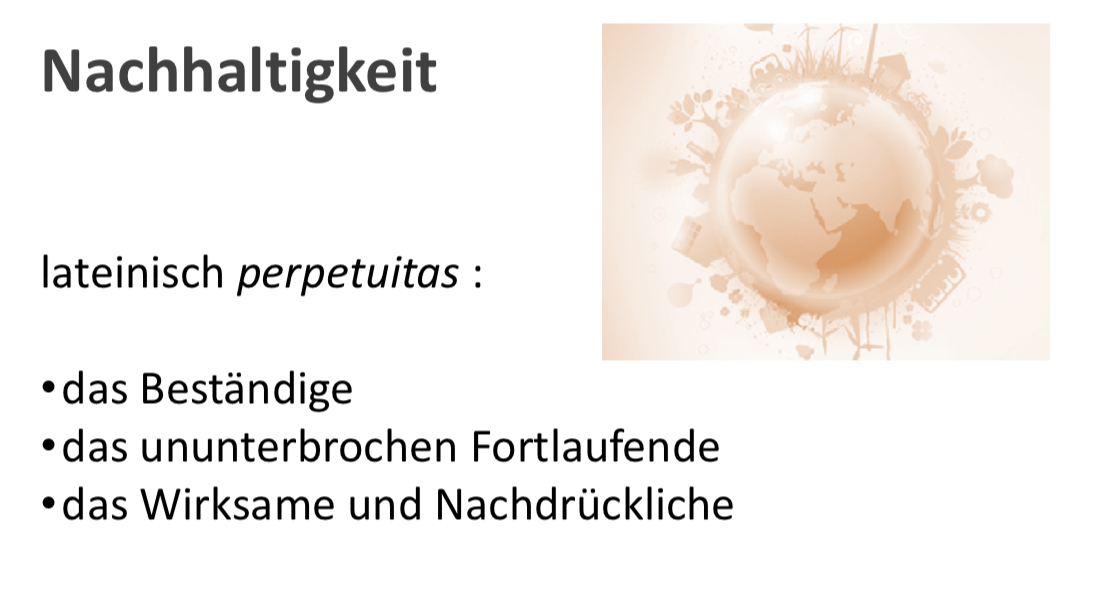 Nachhaltigkeit
lateinisch perpetuitas :
•das Beständige
•das ununterbrochen Fortlaufende
•das Wirksame und Nachdrückliche